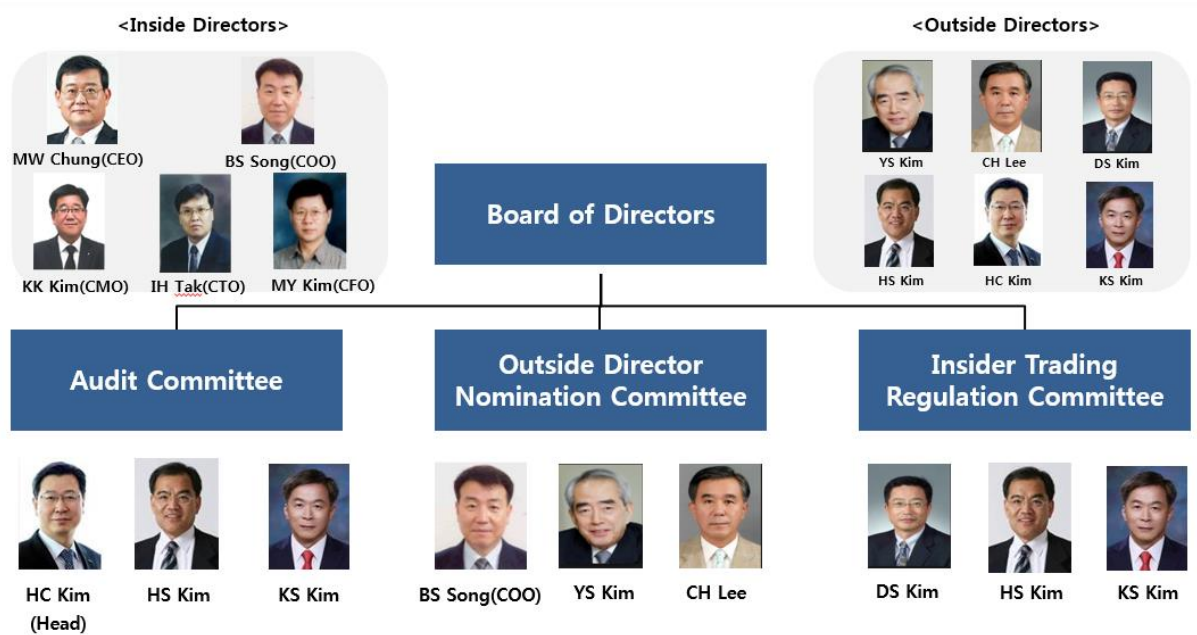 <Inside Directors>
<Outside Directors>
MW Chung(CEO)
BS Song(COO)
KK Kim(CMO)
IH Tak(CTO)
MY Kim(CFO)
YS Kim
CH Lee
DS Kim
HS Kim
HC Kim
KS Kim
Board of Directors
Audit Committee
Outside Director
Nomination Committee
Insider Trading
Regulation Committee
HC Kim
(Head)
HS Kim
KS Kim
BS Song(COO)
YS Kim
CH Lee
DS Kim
HS Kim
KS Kim